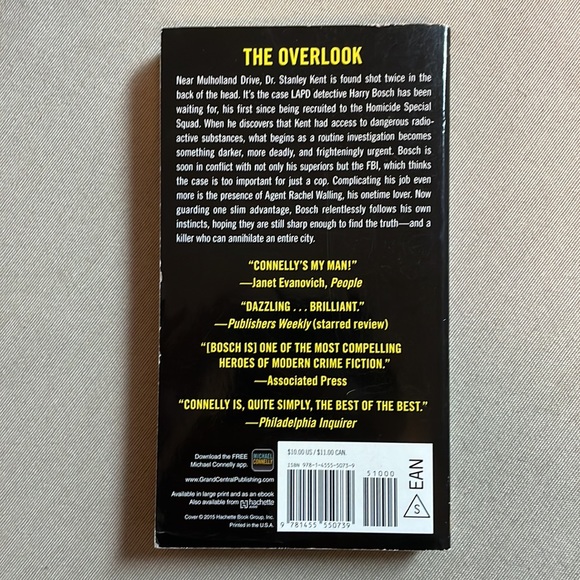 THE OVERLOOK
Near Mulholland Drive, Dr. Stanley Kent is found shot twice in the
back of the head. It's the case LAPD detective Harry Bosch has been
waiting for, his first since being recruited to the Homicide Special
Squad. When he discovers that Kent had access to dangerous radio-
active substances, what begins as a routine investigation becomes
something darker, more deadly, and frighteningly urgent. Bosch is
soon in conflict with not only his superiors but the FBI, which thinks
the case is too important for just a cop. Complicating his job even
more is the presence of Agent Rachel Walling, his onetime lover. Now
guarding one slim advantage, Bosch relentlessly follows his own
instincts, hoping they are still sharp enough to find the truth—and a
killer who can annihilate an entire city.
"CONNELLY'S MY MAN!"
—Janet Evanovich, People
"DAZZLING . . . BRILLIANT."
—Publishers Weekly (starred review)
"[BOSCH IS] ONE OF THE MOST COMPELLING
HEROES OF MODERN CRIME FICTION."
—Associated Press
"CONNELLY IS, QUITE SIMPLY, THE BEST OF THE BEST."
—Philadelphia Inquirer
Download the FREE
Michael Connelly app.
MICHAEL
CONNELLY
www.GrandCentralPublishing.com
Available in large print and as an ebook
Also available from hachette
AUDIO
Cover © 2015 Hachette Book Group, Inc.
Printed in the U.S.A.
$10.00 US / $11.00 CAN.
ISBN 978-1-4555-5073-9
51000
9 781455 550739
S
EAN